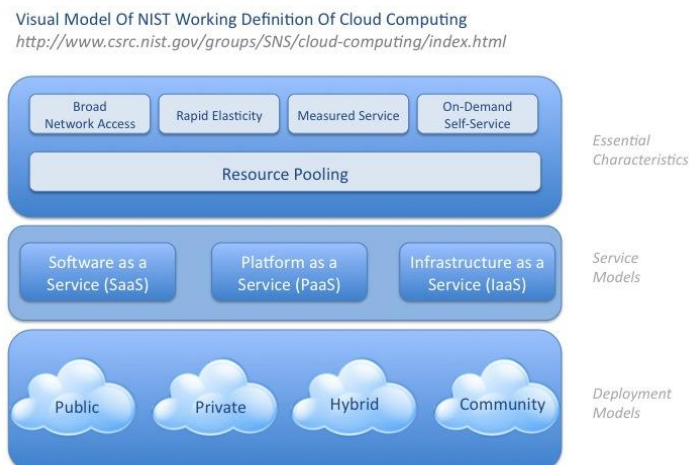 Visual Model Of NIST Working Definition Of Cloud Computing
http://www.csrc.nist.gov/groups/SNS/cloud-computing/index.html
Broad
Network Access
Rapid Elasticity
Measured Service
On-Demand
Self-Service
Resource Pooling
Essential
Characteristics
Software as a
Service (SaaS)
Platform as a
Service (PaaS)
Infrastructure as a
Service (IaaS)
Service
Models
Public
Private
Hybrid
Community
Deployment
Models